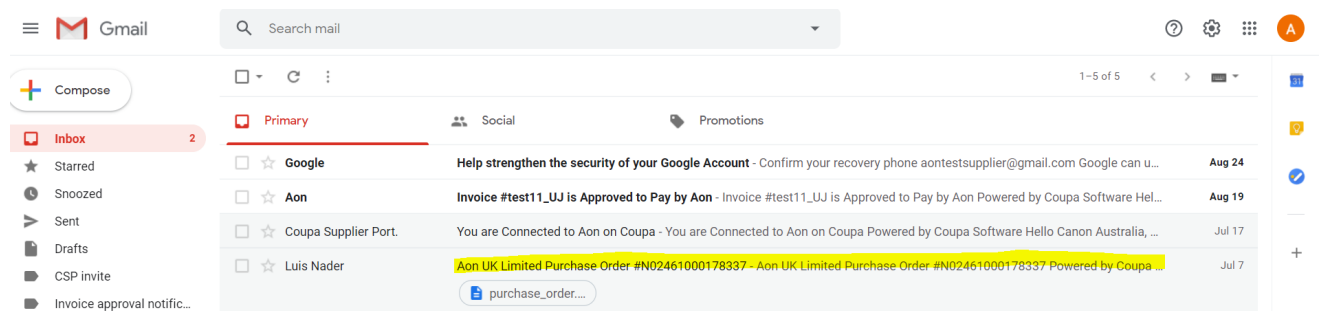 Gmail
Search mail
A
Compose
1–5 of 5
31
Primary
Social
Promotions
Inbox 2
Google Help strengthen the security of your Google Account - Confirm your recovery phone aontestsupplier@gmail.com Google can u... Aug 24
Starred
Aon Invoice #test11_UJ is Approved to Pay by Aon - Invoice #test11_UJ is Approved to Pay by Aon Powered by Coupa Software Hel... Aug 19
Snoozed
Sent
Coupa Supplier Port. You are Connected to Aon on Coupa - You are Connected to Aon on Coupa Powered by Coupa Software Hello Canon Australia, ... Jul 17
Drafts
Luis Nader Aon UK Limited Purchase Order #N02461000178337 - Aon UK Limited Purchase Order #N02461000178337 Powered by Coupa ... Jul 7
CSP invite
purchase_order....
Invoice approval notific...